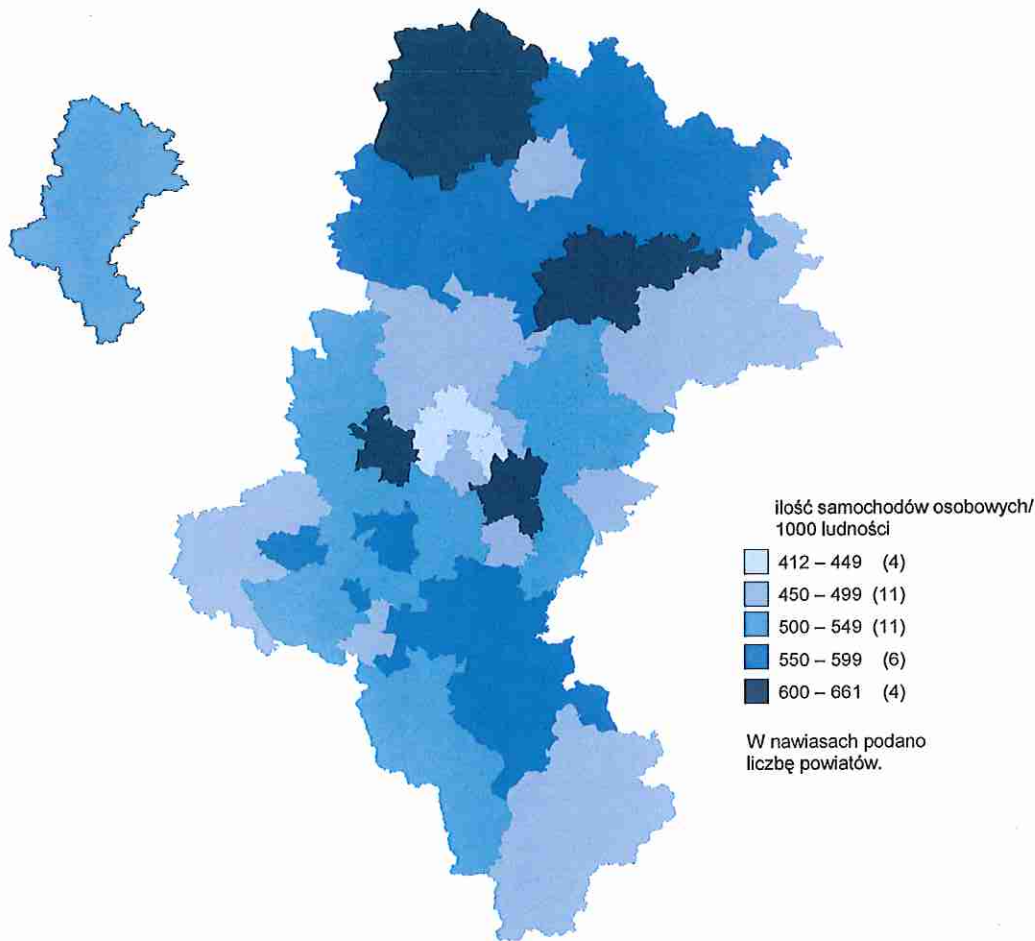 ilość samochodów osobowych/
1000 ludności
412 – 449 (4)
450 – 499 (11)
500 – 549 (11)
550 – 599 (6)
600 – 661 (4)
W nawiasach podano
liczbę powiatów.